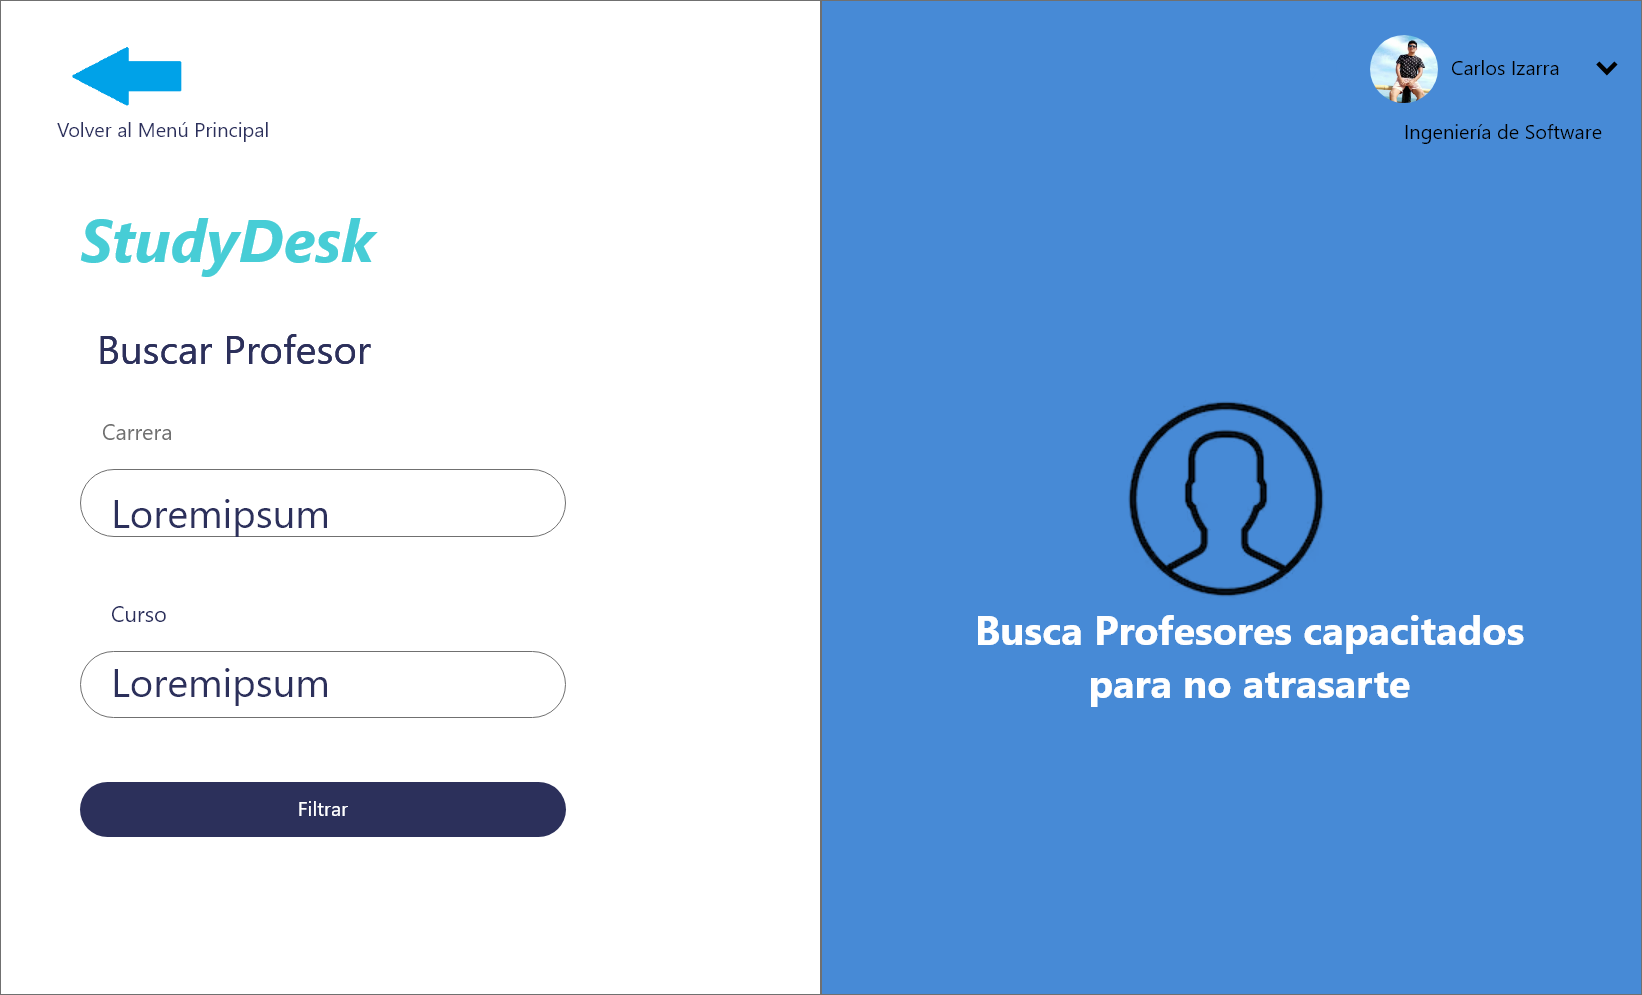 Volver al Menú Principal
StudyDesk
Buscar Profesor
Carrera
Loremipsum
Curso
Loremipsum
Filtrar
Carlos Izarra
Ingeniería de Software
Busca Profesores capacitados
para no atrasarte